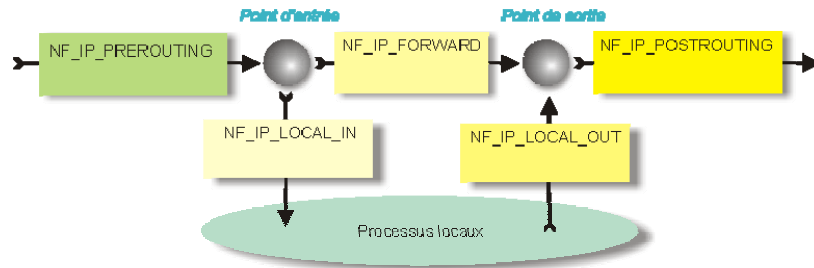 Point d'entrée
Point de sortie
NF_IP_PREROUTING
NF_IP_FORWARD
NF_IP_POSTROUTING
NF_IP_LOCAL_IN
NF_IP_LOCAL_OUT
Processus locaux